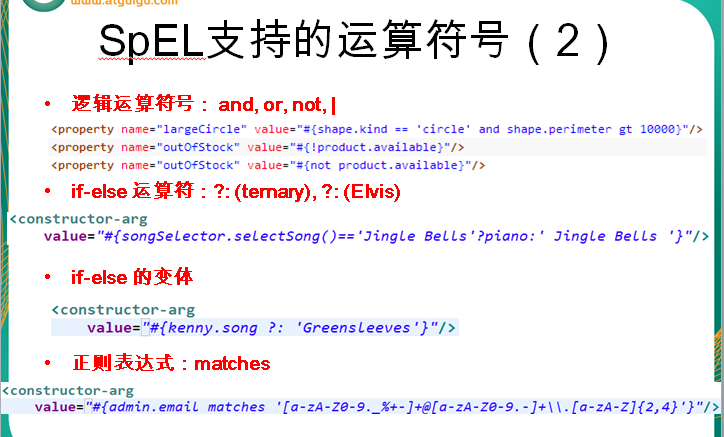 www.atguigu.com
SpEL支持的运算符号（2）
• 逻辑运算符号： and, or, not, |
<property name="largeCircle" value="#{shape.kind == 'circle' and shape.perimeter gt 10000}"/>
<property name="outOfStock" value="#{!product.available}"/>
<property name="outOfStock" value="#{not product.available}"/>
• if-else 运算符：?: (ternary), ?: (Elvis)
<constructor-arg
value="#{songSelector.selectSong()=='Jingle Bells'?piano:' Jingle Bells '}"/>
• if-else 的变体
<constructor-arg
value="#{kenny.song ?: 'Greensleeves'}"/>
• 正则表达式：matches
<constructor-arg
value="#{admin.email matches '[a-zA-Z0-9._%+-]+@[a-zA-Z0-9.-]+\\.[a-zA-Z]{2,4}'}"/>